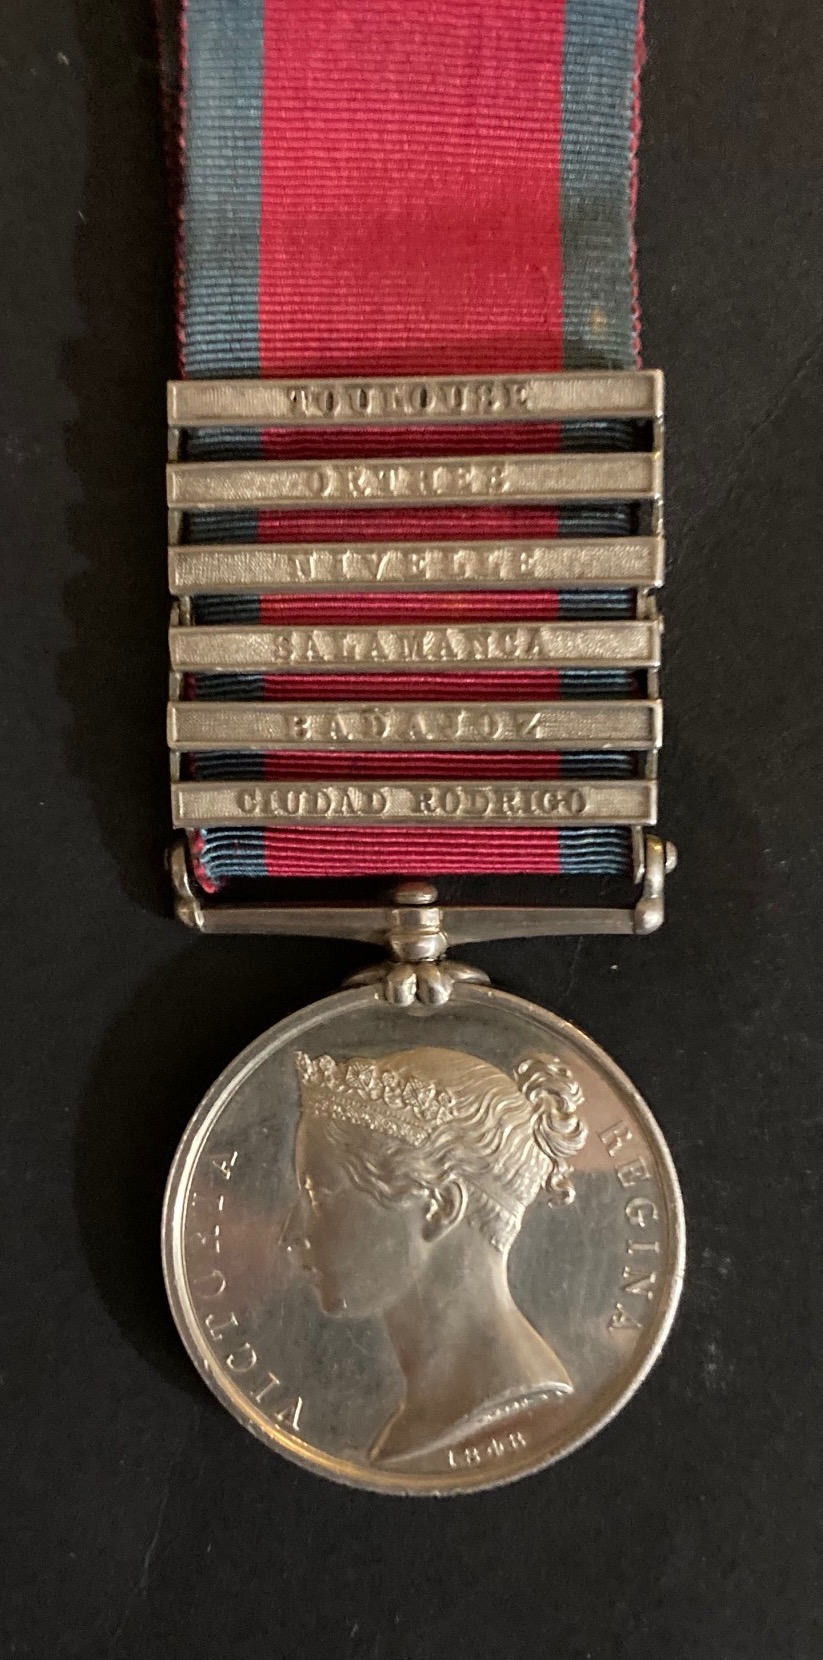 TOULOUSE
ORTHES
NIVELLE
SALAMANCA
BADAJOZ
CIUDAD RODRIGO
VICTORIA REGINA
1848